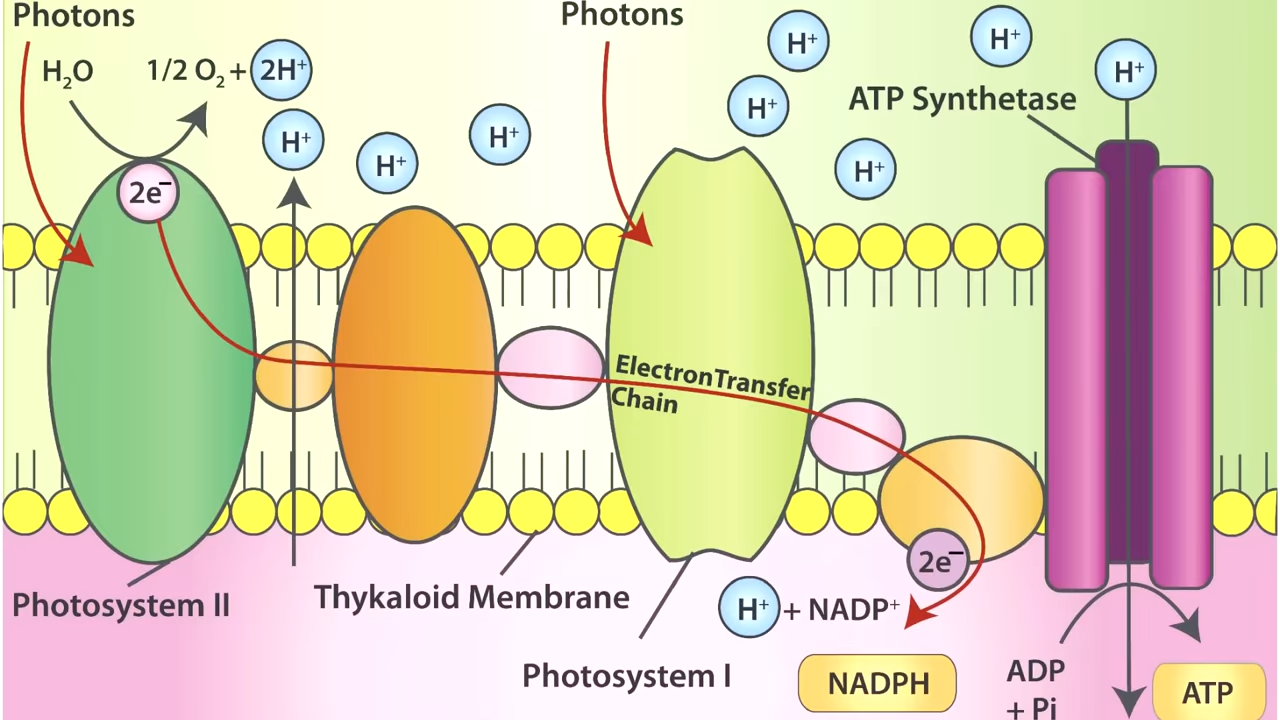 Photons
Photons
H₂O
1/2 O₂ + 2H⁺
H⁺
H⁺
H⁺
H⁺
H⁺
H⁺
H⁺
H⁺
ATP Synthetase
2e⁻
ElectronTransfer
Chain
2e⁻
Photosystem II
Thykaloid Membrane
H⁺ + NADP⁺
Photosystem I
NADPH
ADP
+ Pi
ATP